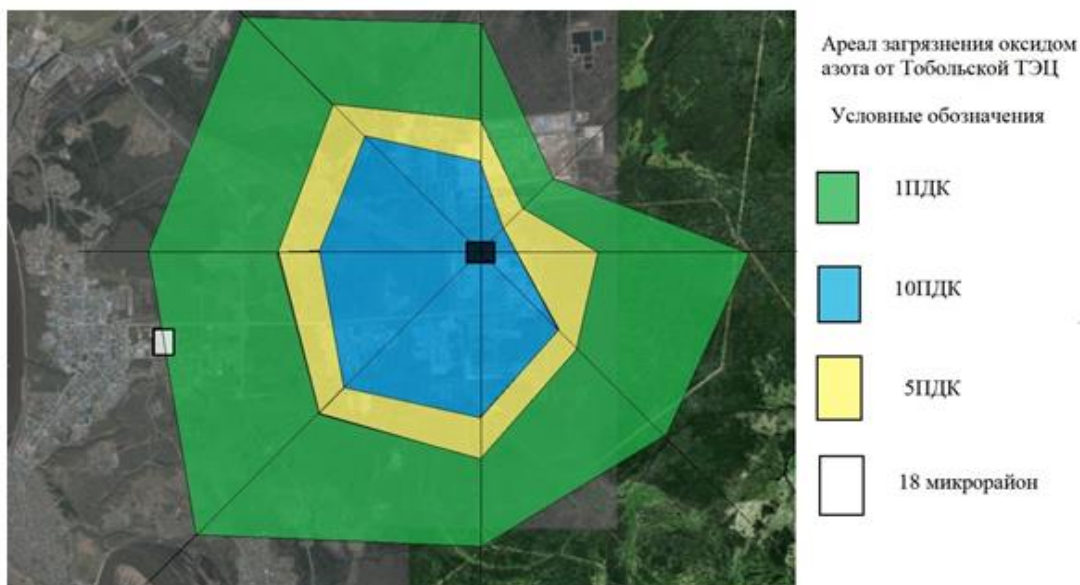 Ареал загрязнения оксидом
азота от Тобольской ТЭЦ
Условные обозначения
1ПДК
10ПДК
5ПДК
18 микрорайон